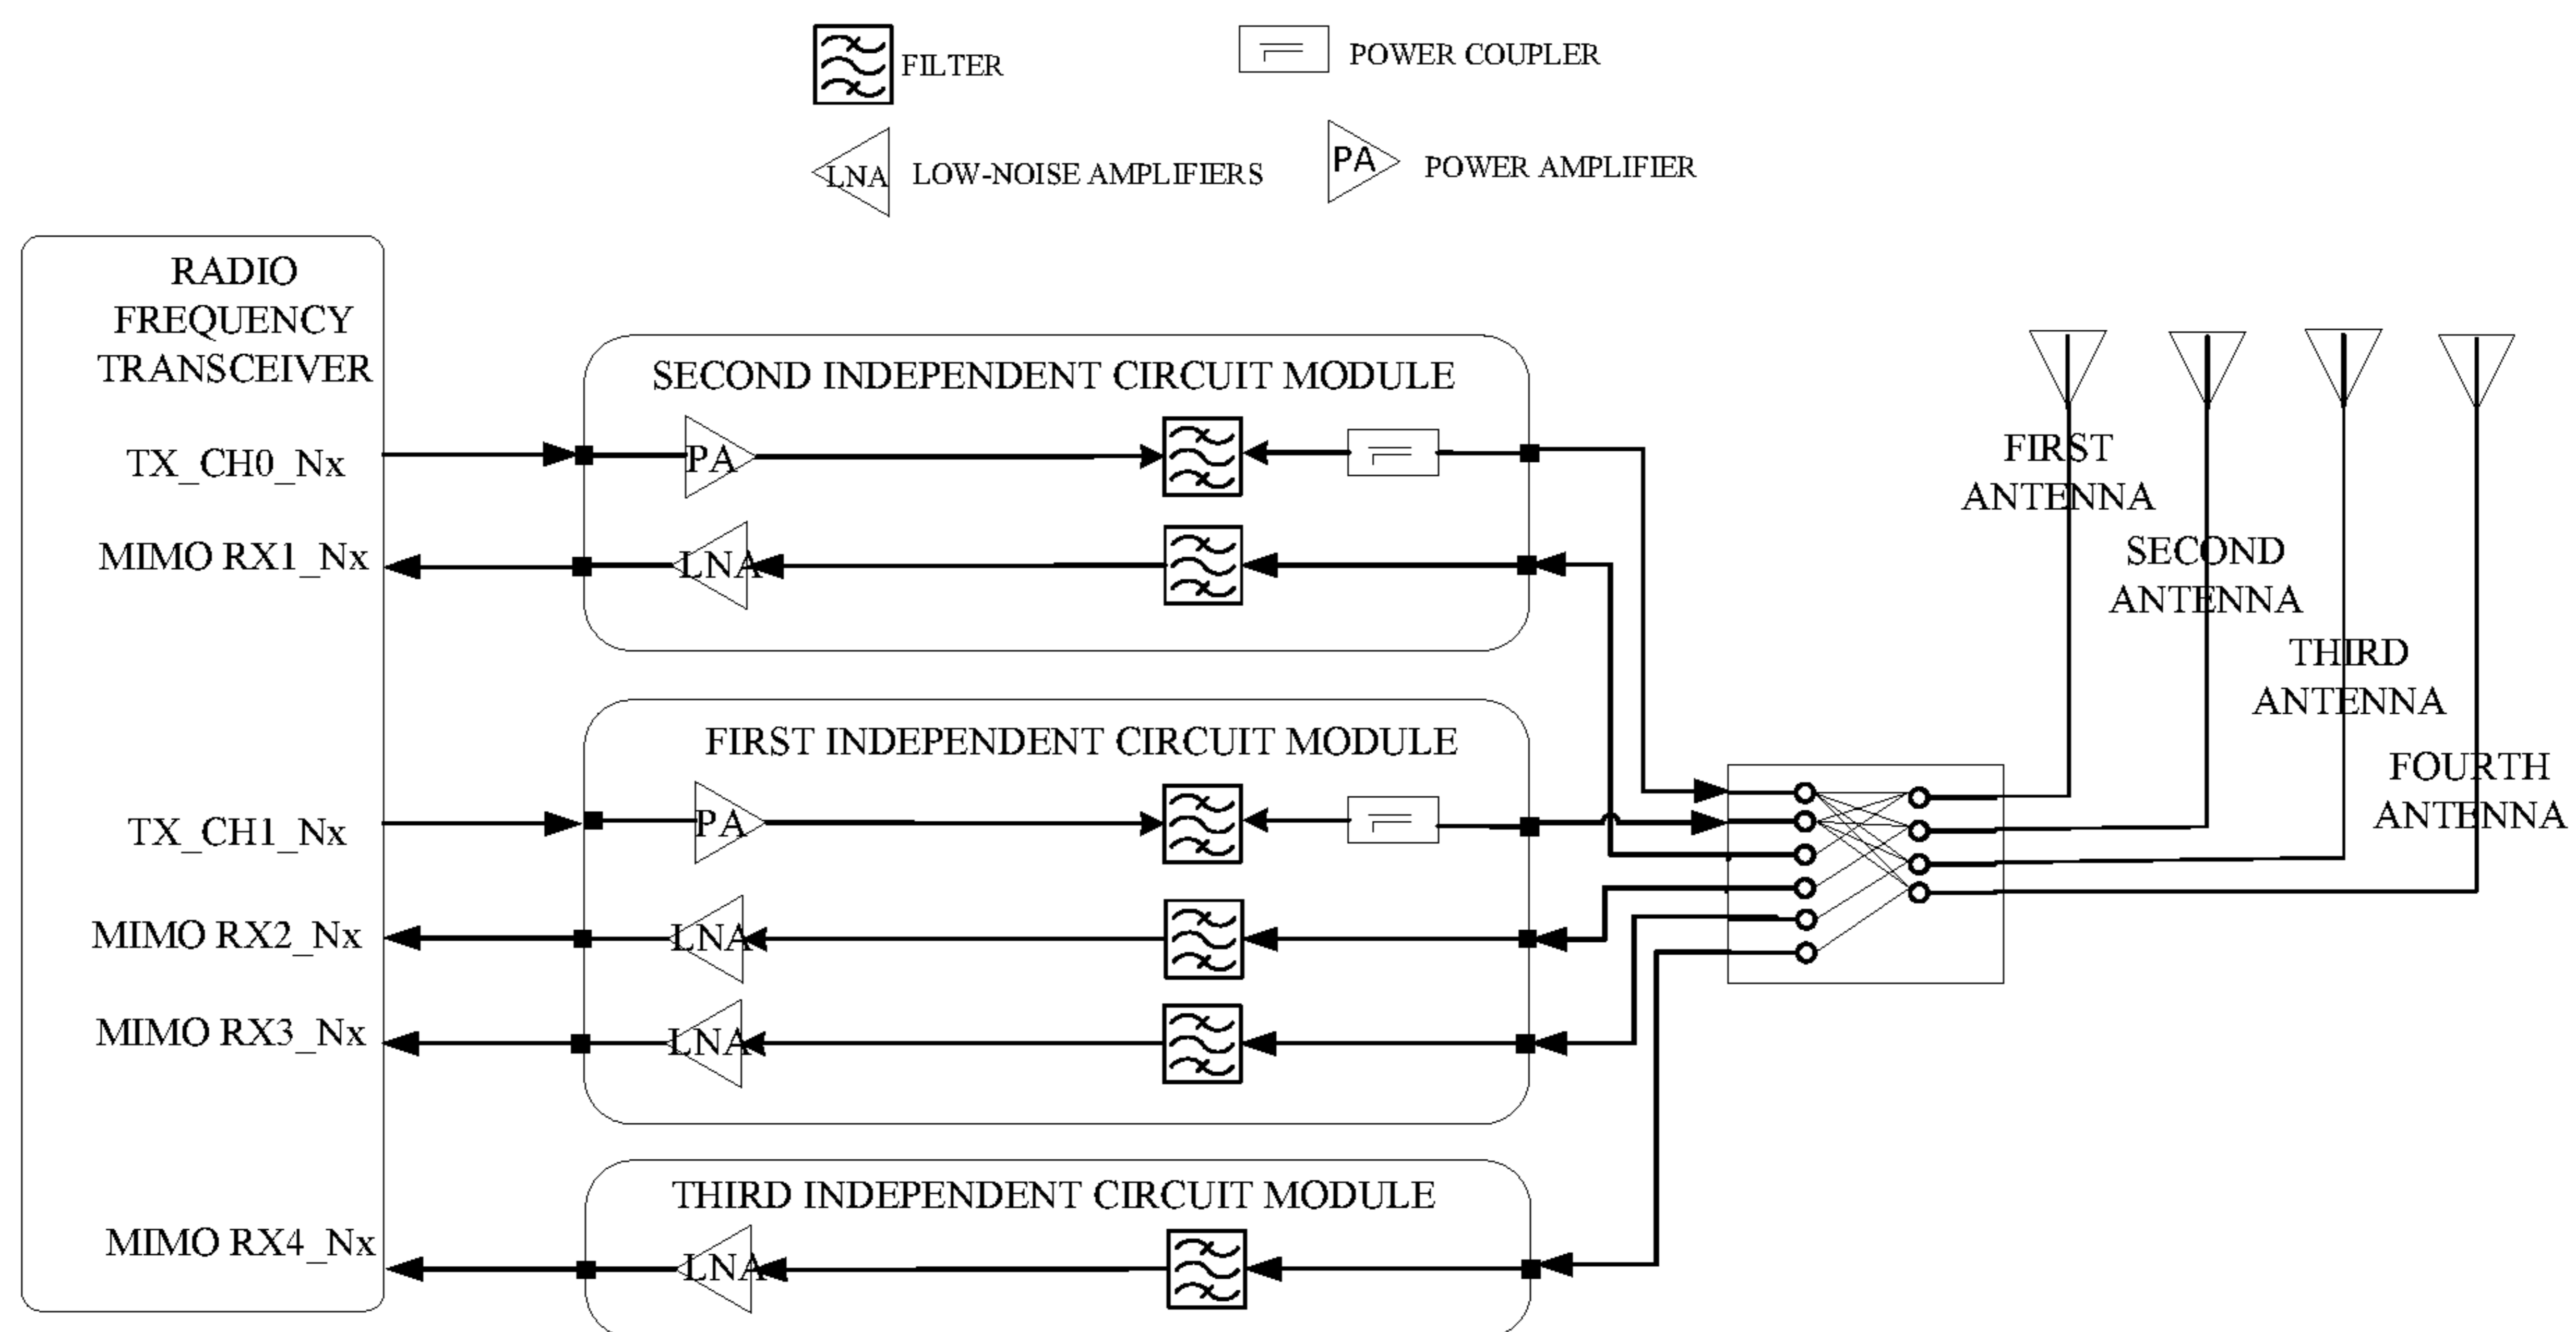 FILTER
POWER COUPLER
LNA
LOW-NOISE AMPLIFIERS
PA
POWER AMPLIFIER
RADIO
FREQUENCY
TRANSCEIVER
TX_CH0_Nx
MIMO RX1_Nx
TX_CH1_Nx
MIMO RX2_Nx
MIMO RX3_Nx
MIMO RX4_Nx
SECOND INDEPENDENT CIRCUIT MODULE
PA
LNA
FIRST INDEPENDENT CIRCUIT MODULE
PA
LNA
LNA
THIRD INDEPENDENT CIRCUIT MODULE
LNA
FIRST
ANTENNA
SECOND
ANTENNA
THIRD
ANTENNA
FOURTH
ANTENNA